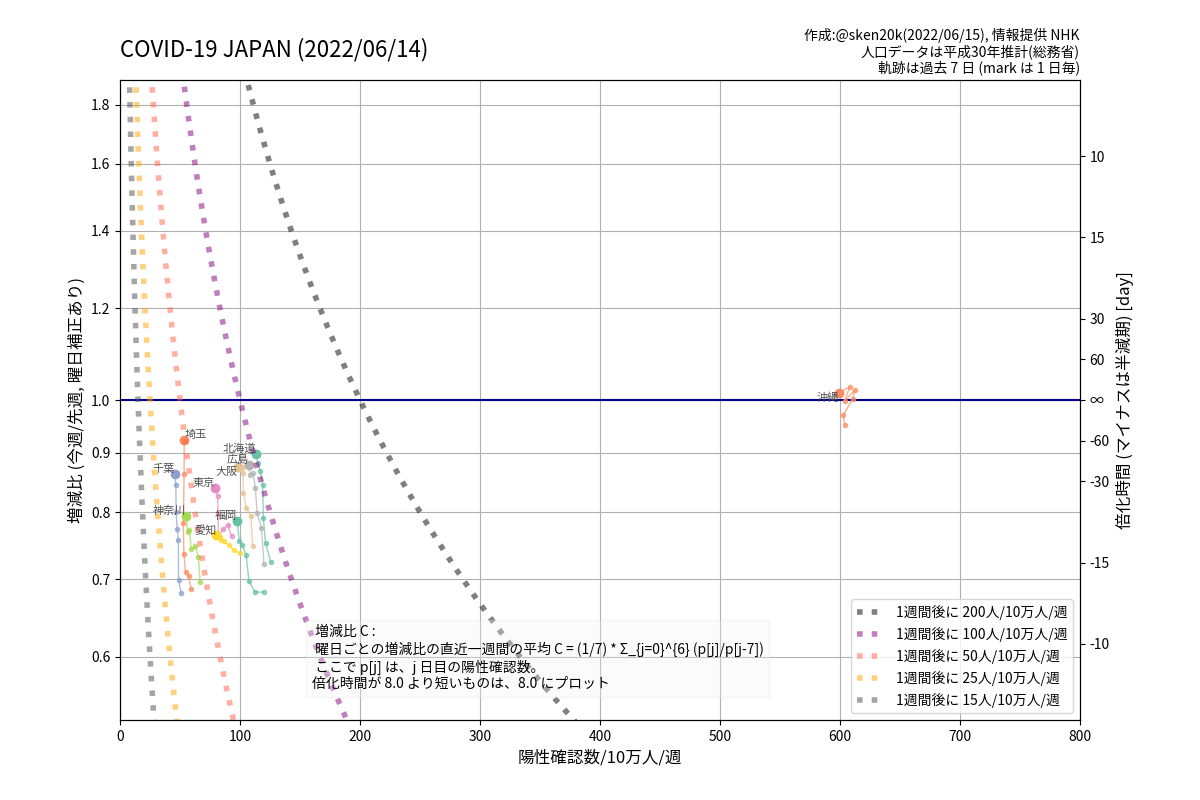 COVID-19 JAPAN (2022/06/14)
作成:@sken20k(2022/06/15), 情報提供 NHK
人口データは平成30年推計(総務省)
軌跡は過去 7 日 (mark は 1 日毎)
増減比 (今週/先週, 曜日補正あり)
1.8
1.6
1.4
1.2
1.0
0.9
0.8
0.7
0.6
10
15
30
60
∞
-60
-30
-15
-10
倍化時間 (マイナスは半減期) [day]
沖縄
埼玉
北海道
広島
千葉
大阪
東京
神奈川
福岡
愛知
増減比 C :
曜日ごとの増減比の直近一週間の平均 C = (1/7) * Σ_{j=0}^{6} (p[j]/p[j-7])
ここで p[j] は、j 日目の陽性確認数。
倍化時間が 8.0 より短いものは、8.0 にプロット
1週間後に 200人/10万人/週
1週間後に 100人/10万人/週
1週間後に 50人/10万人/週
1週間後に 25人/10万人/週
1週間後に 15人/10万人/週
0 100 200 300 400 500 600 700 800
陽性確認数/10万人/週